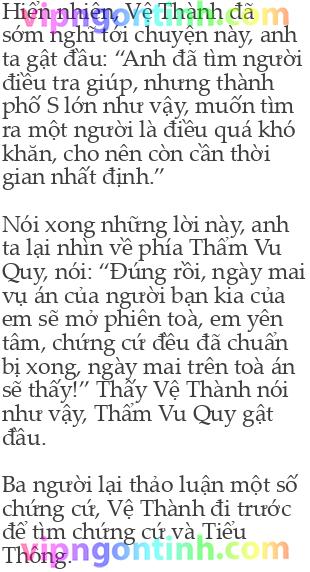 Hiển nhiên, Vệ Thành đã
sớm nghĩ tới chuyện này, anh
ta gật đầu: “Anh đã tìm người
điều tra giúp, nhưng thành
phố S lớn như vậy, muốn tìm
ra một người là điều quá khó
khăn, cho nên còn cần thời
gian nhất định.”
Nói xong những lời này, anh
ta lại nhìn về phía Thẩm Vu
Quy, nói: “Đúng rồi, ngày mai
vụ án của người bạn kia của
em sẽ mở phiên toà, em yên
tâm, chứng cứ đều đã chuẩn
bị xong, ngày mai trên toà án
sẽ thấy!” Thấy Vệ Thành nói
như vậy, Thẩm Vu Quy gật
đầu.
Ba người lại thảo luận một số
chứng cứ, Vệ Thành đi trước
để tìm chứng cứ và Tiểu
Thông.
vipngontinh.com
vipngontinh.com